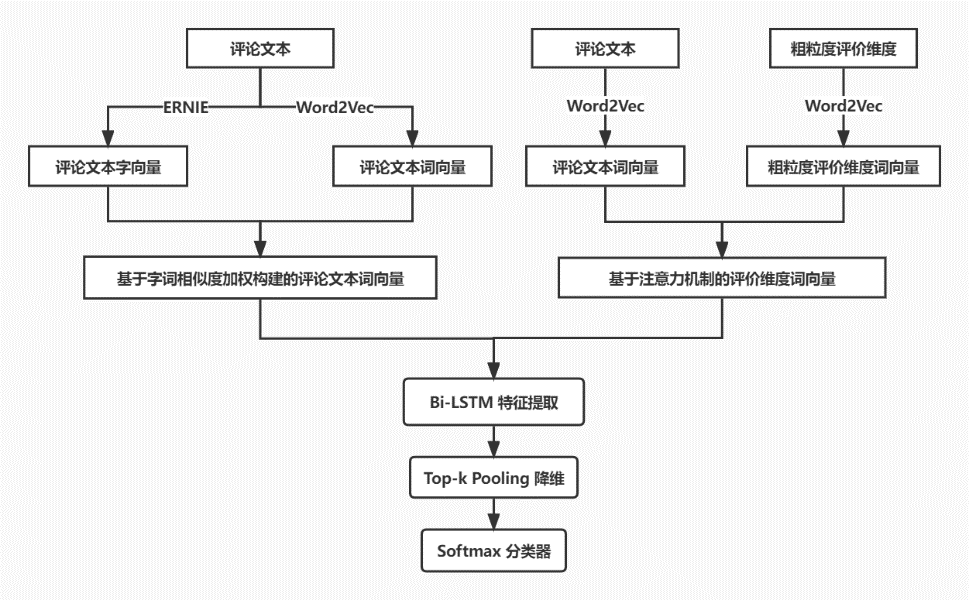 评论文本
评论文本
粗粒度评价维度
ERNIE
Word2Vec
Word2Vec
Word2Vec
评论文本字向量
评论文本词向量
评论文本词向量
粗粒度评价维度词向量
基于字词相似度加权构建的评论文本词向量
基于注意力机制的评价维度词向量
Bi-LSTM 特征提取
Top-k Pooling 降维
Softmax 分类器